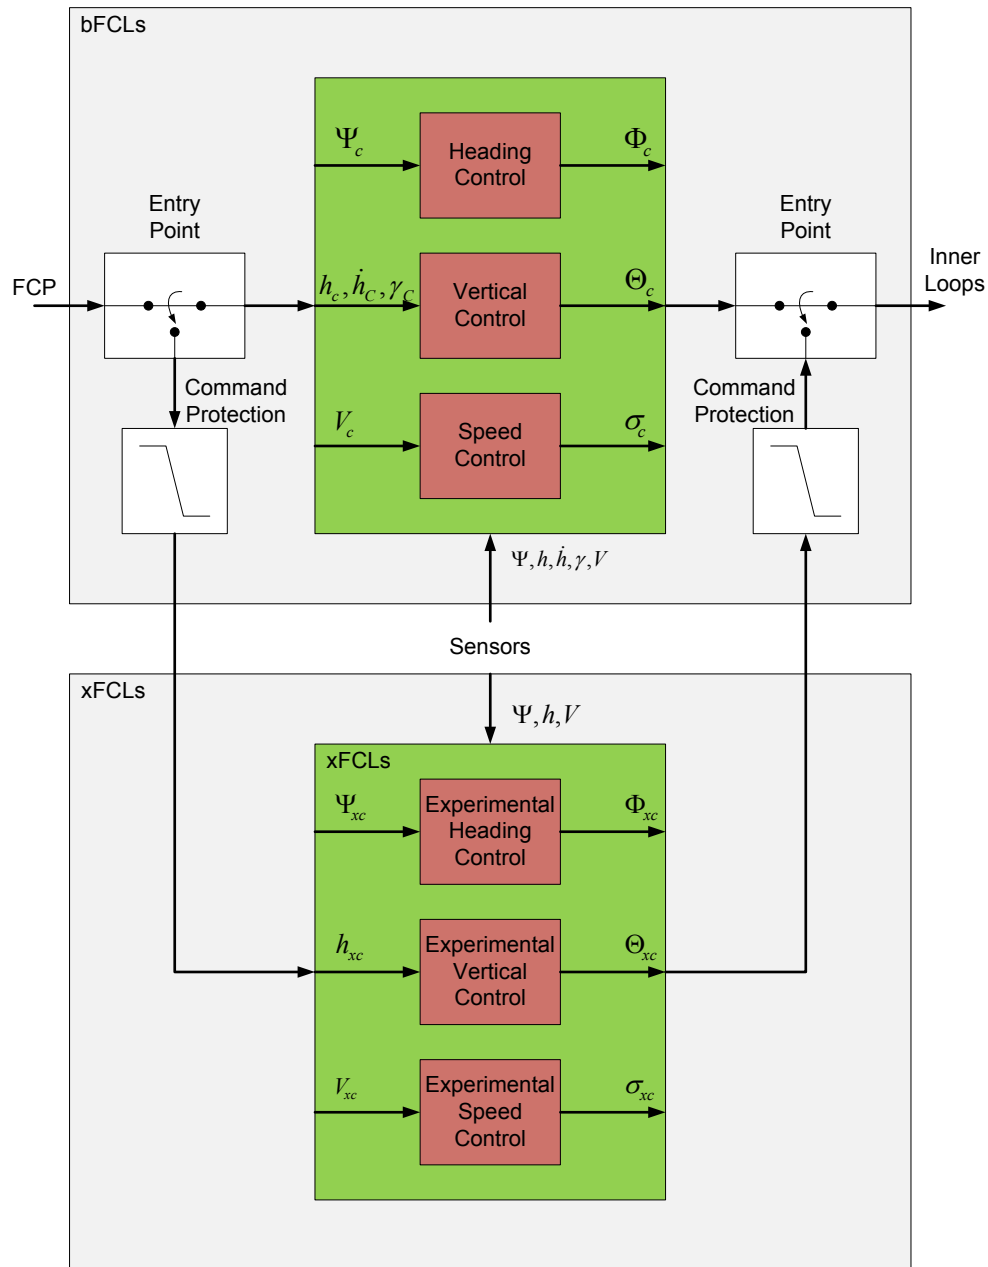 bFCLs
Ψc
Heading
Control
Φc
Entry
Point
Entry
Point
FCP
hc, ḣC, γC
Vertical
Control
Θc
Inner
Loops
Command
Protection
Command
Protection
Vc
Speed
Control
σc
Ψ, h, ḣ, γ, V
Sensors
xFCLs
Ψ, h, V
xFCLs
Ψxc
Experimental
Heading
Control
Φxc
hxc
Experimental
Vertical
Control
Θxc
Vxc
Experimental
Speed
Control
σxc